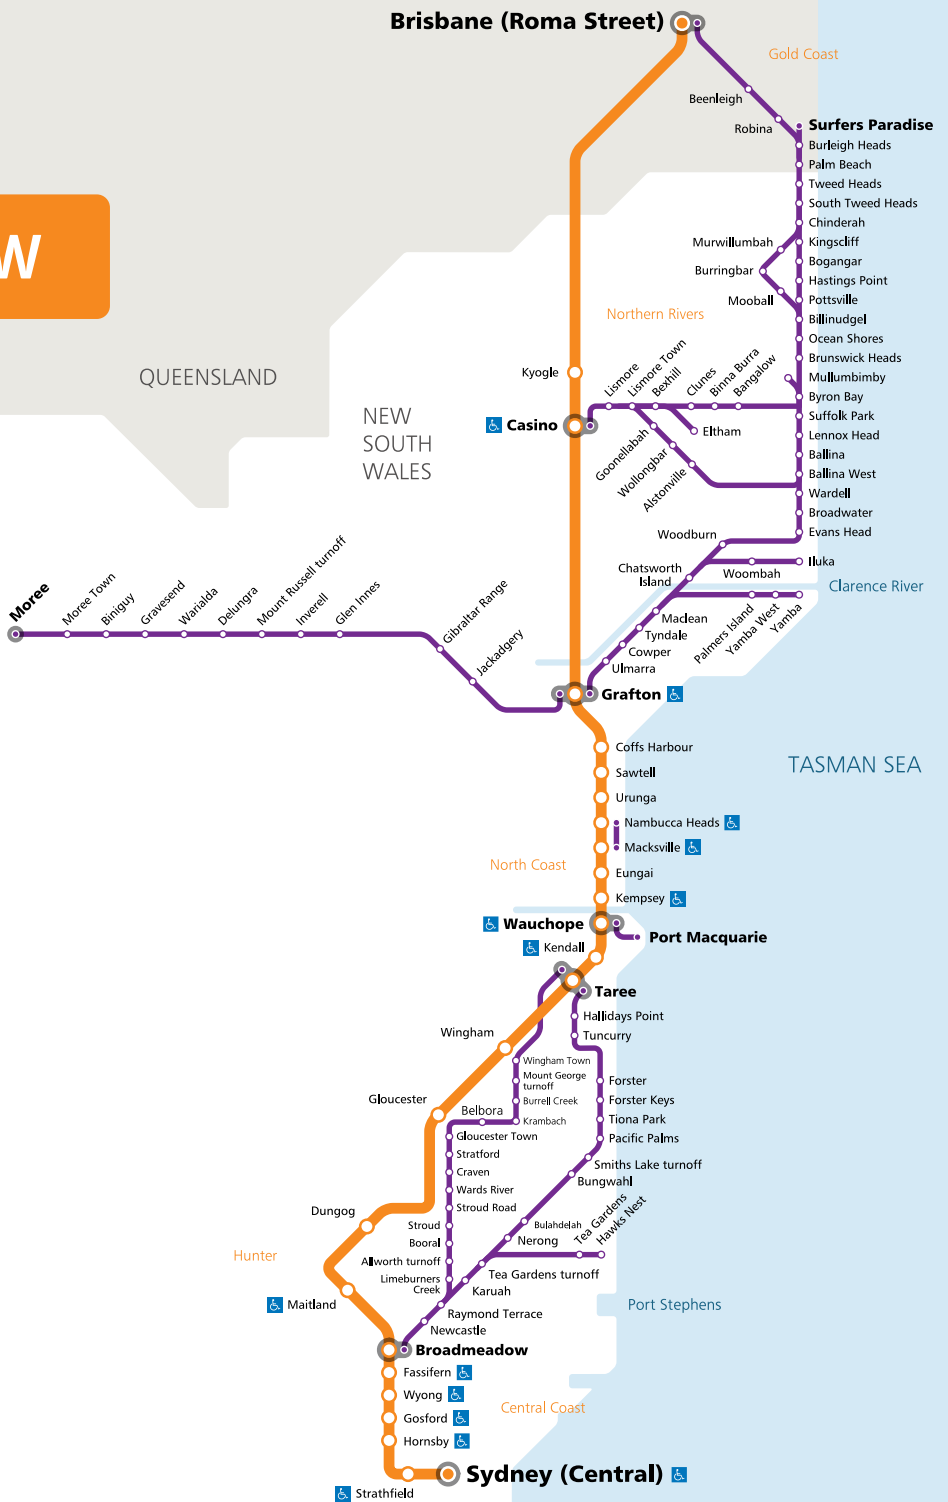 Brisbane (Roma Street)
Gold Coast
Beenleigh
Robina
Surfers Paradise
Burleigh Heads
Palm Beach
Tweed Heads
South Tweed Heads
Chinderah
Murwillumbah
Kingscliff
W
Bogangar
Burringbar
Hastings Point
Mooball
Pottsville
Northern Rivers
Billinudgel
Ocean Shores
Brunswick Heads
QUEENSLAND
Kyogle
Lismore
Lismore Town
Bexhill
Clunes
Binna Burra
Bangalow
Mullumbimby
Byron Bay
NEW
SOUTH
WALES
Suffolk Park
Casino
Eltham
Lennox Head
Goonellabah
Wollongbar
Alstonville
Ballina
Ballina West
Wardell
Broadwater
Evans Head
Woodburn
Iluka
Woombah
Chatsworth
Island
Clarence River
Moree
Moree Town
Biniguy
Gravesend
Warialda
Delungra
Mount Russell turnoff
Inverell
Glen Innes
Gibraltar Range
Jackadgery
Maclean
Tyndale
Cowper
Ulmarra
Palmers Island
Yamba West
Yamba
Grafton
Coffs Harbour
TASMAN SEA
Sawtell
Urunga
Nambucca Heads
Macksville
North Coast
Eungai
Kempsey
Wauchope
Port Macquarie
Kendall
Taree
Hallidays Point
Wingham
Tuncurry
Wingham Town
Mount George
turnoff
Forster
Burrell Creek
Forster Keys
Gloucester
Belbora
Krambach
Tiona Park
Gloucester Town
Pacific Palms
Stratford
Smiths Lake turnoff
Craven
Bungwahl
Wards River
Stroud Road
Dungog
Stroud
Bulahdelah
Tea Gardens
Hawks Nest
Booral
Nerong
Hunter
Allworth turnoff
Tea Gardens turnoff
Limeburners
Creek
Karuah
Maitland
Raymond Terrace
Port Stephens
Newcastle
Broadmeadow
Fassifern
Wyong
Central Coast
Gosford
Hornsby
Sydney (Central)
Strathfield